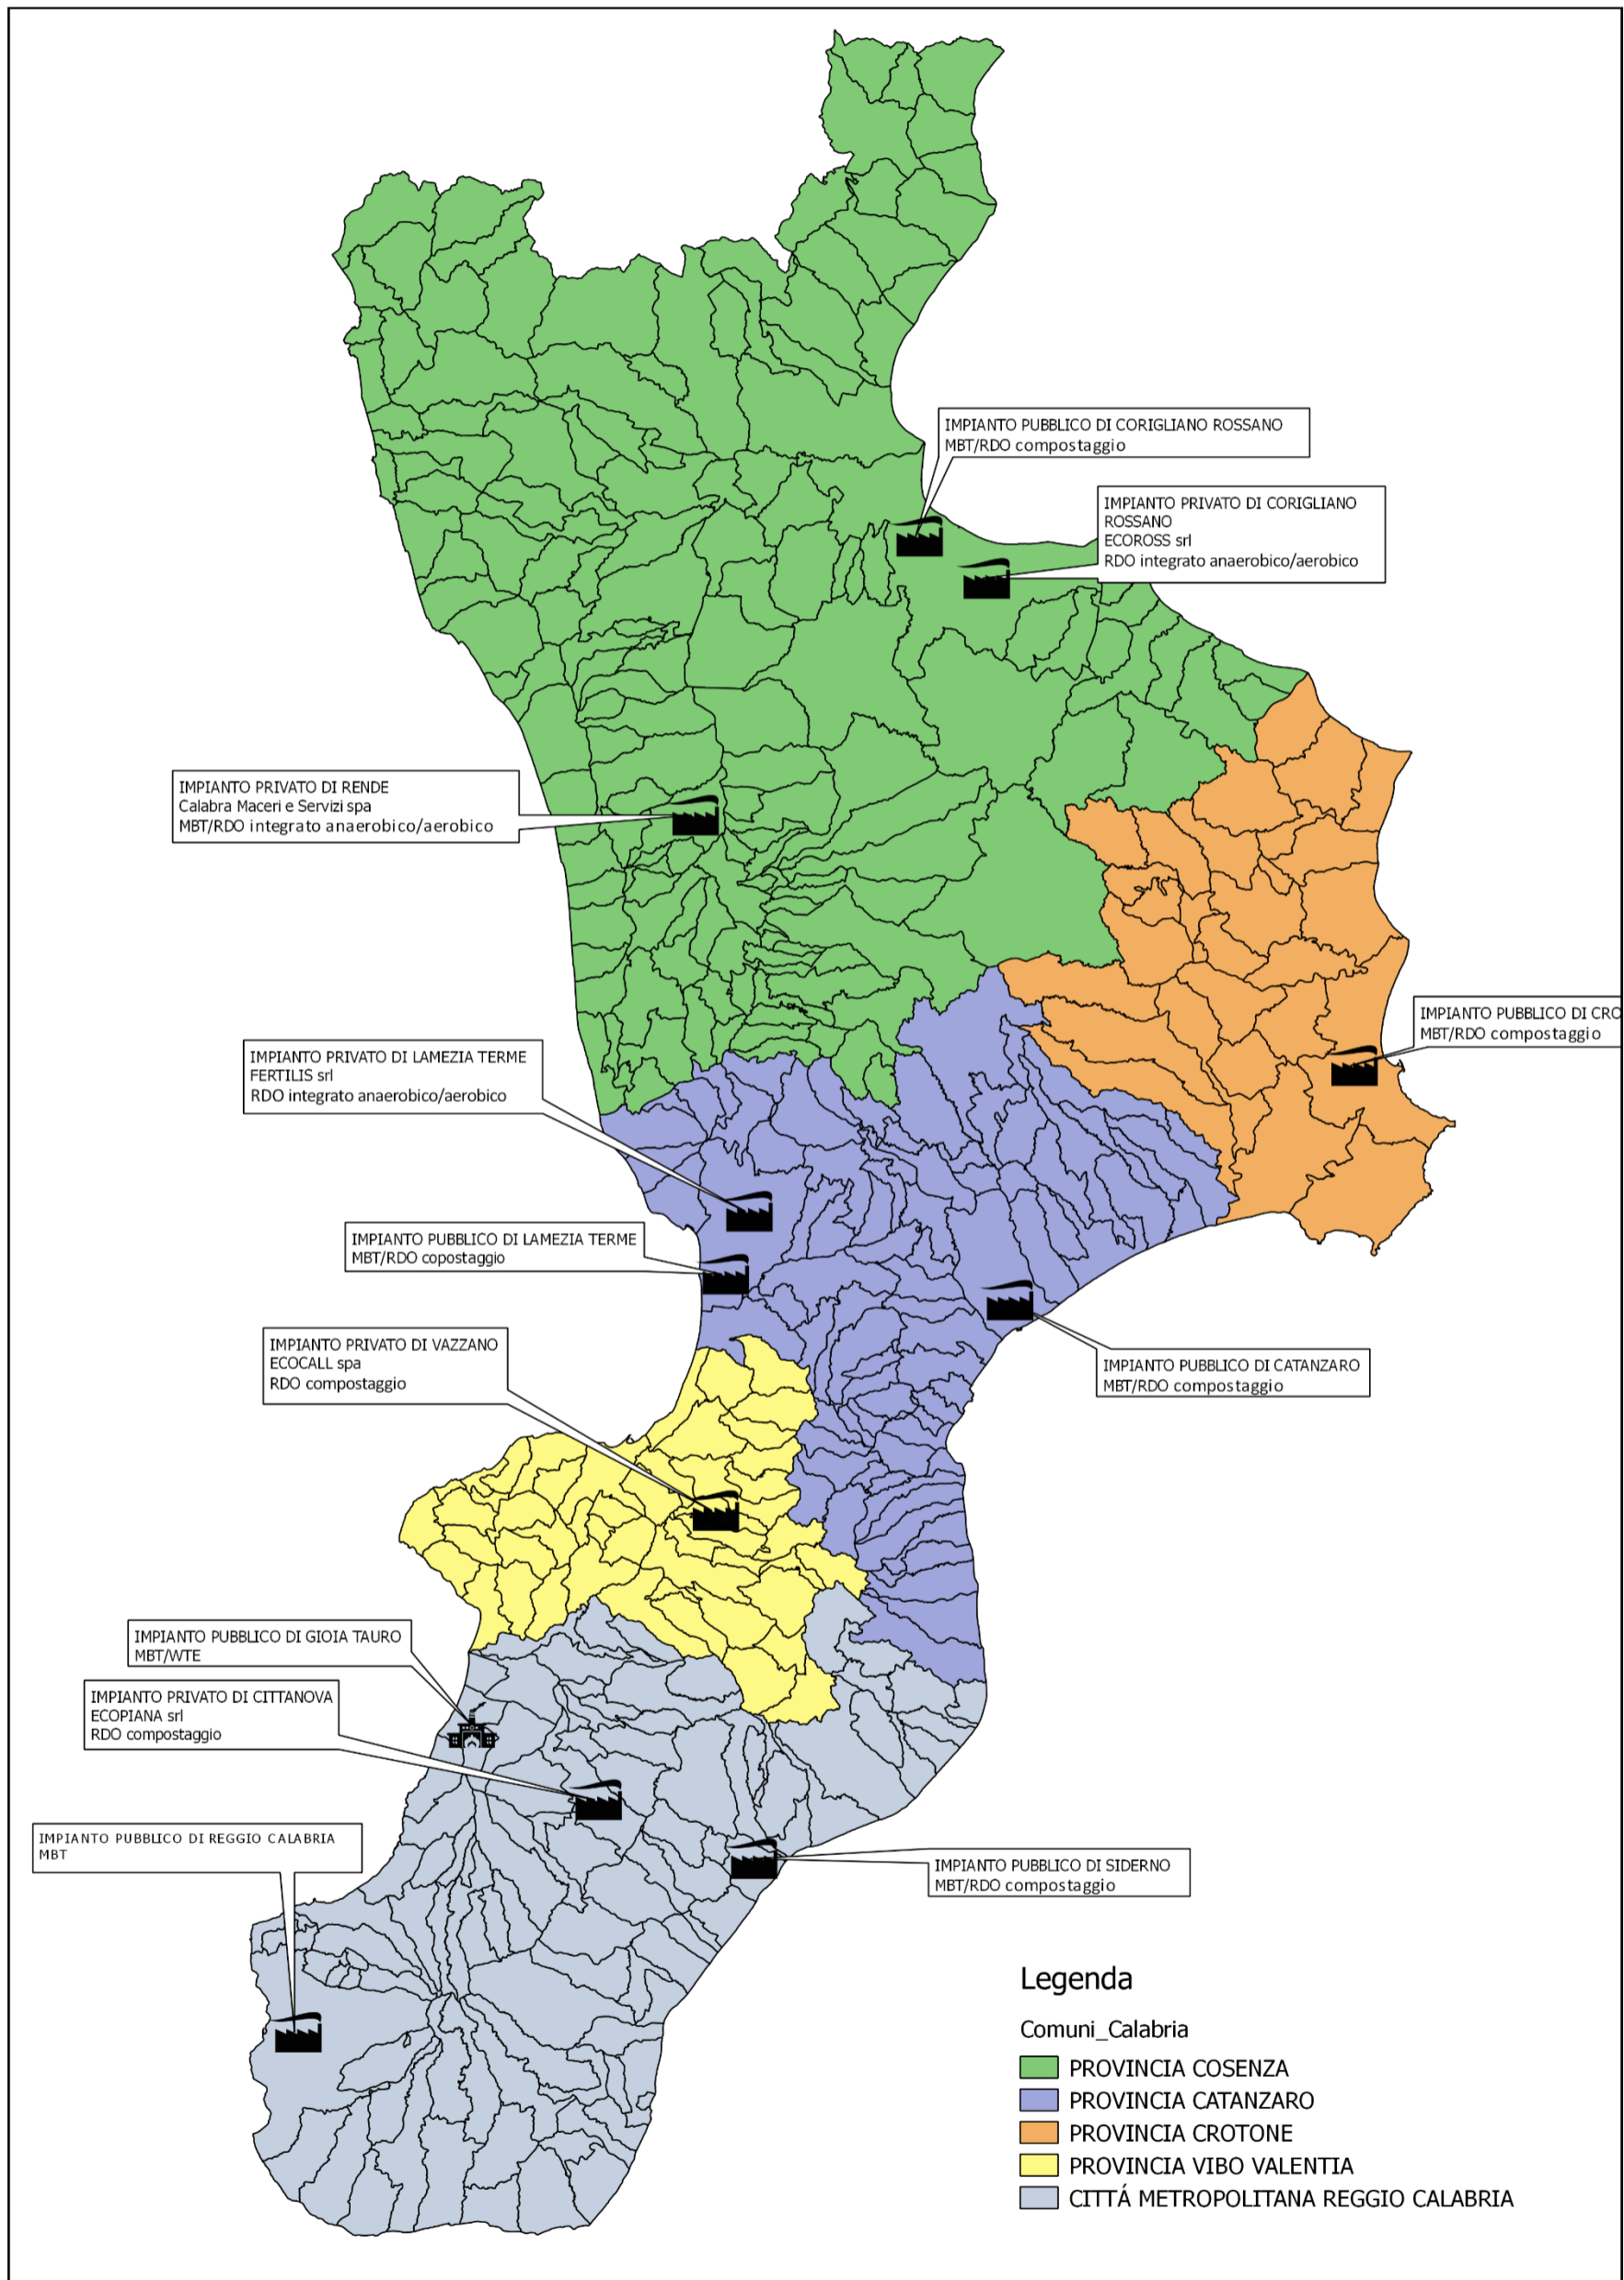 IMPIANTO PUBBLICO DI CORIGLIANO ROSSANO
MBT/RDO compostaggio
IMPIANTO PRIVATO DI CORIGLIANO
ROSSANO
ECOROSS srl
RDO integrato anaerobico/aerobico
IMPIANTO PRIVATO DI RENDE
Calabra Maceri e Servizi spa
MBT/RDO integrato anaerobico/aerobico
IMPIANTO PUBBLICO DI CRO
MBT/RDO compostaggio
IMPIANTO PRIVATO DI LAMEZIA TERME
FERTILIS srl
RDO integrato anaerobico/aerobico
IMPIANTO PUBBLICO DI LAMEZIA TERME
MBT/RDO copostaggio
IMPIANTO PRIVATO DI VAZZANO
ECOCALL spa
RDO compostaggio
IMPIANTO PUBBLICO DI CATANZARO
MBT/RDO compostaggio
IMPIANTO PUBBLICO DI GIOIA TAURO
MBT/WTE
IMPIANTO PRIVATO DI CITTANOVA
ECOPIANA srl
RDO compostaggio
IMPIANTO PUBBLICO DI REGGIO CALABRIA
MBT
IMPIANTO PUBBLICO DI SIDERNO
MBT/RDO compostaggio
Legenda
Comuni_Calabria
PROVINCIA COSENZA
PROVINCIA CATANZARO
PROVINCIA CROTONE
PROVINCIA VIBO VALENTIA
CITTÁ METROPOLITANA REGGIO CALABRIA